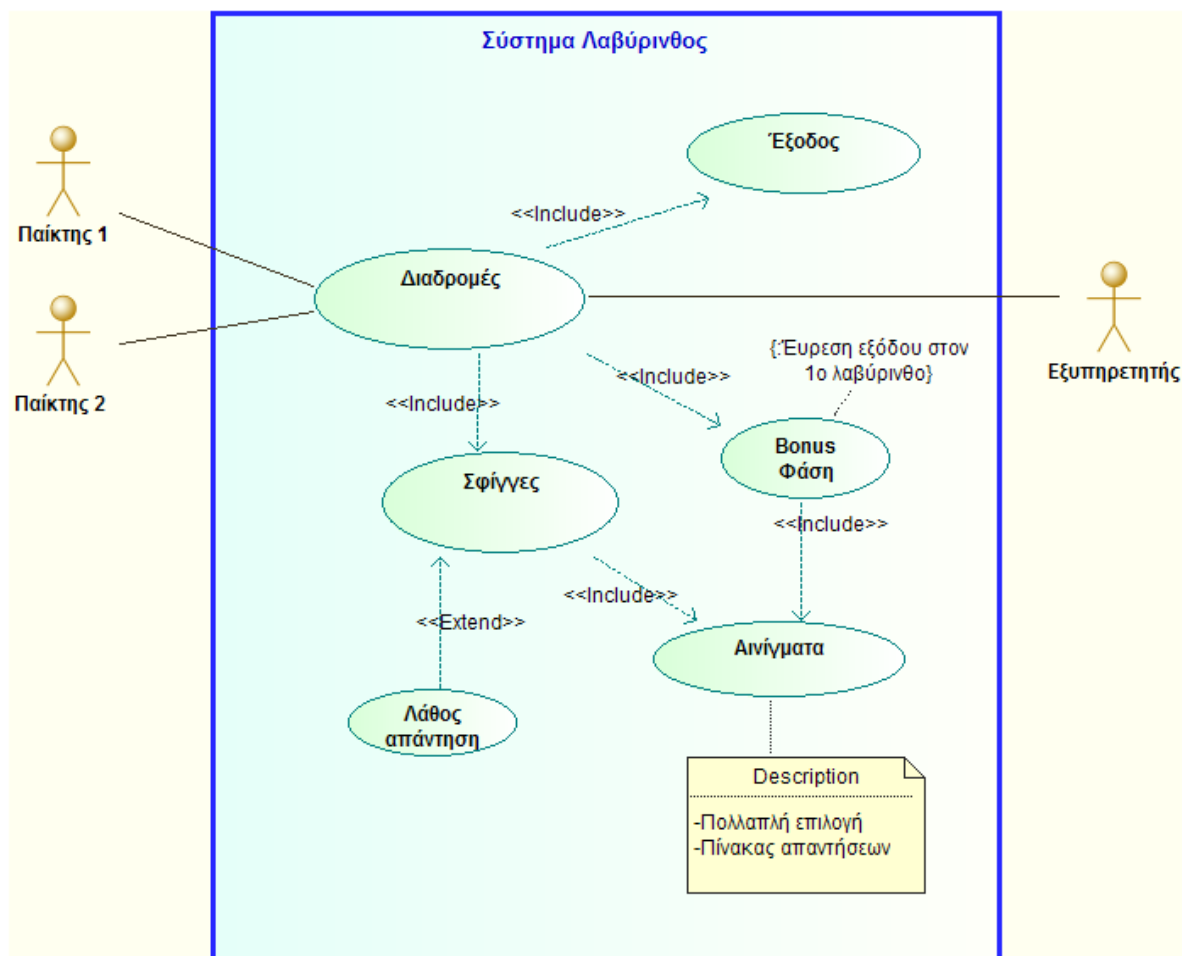 Σύστημα Λαβύρινθος
Έξοδος
<<Include>>
Παίκτης 1
Διαδρομές
Παίκτης 2
{:Έυρεση εξόδου στον
1ο λαβύρινθο}
Εξυπηρετητής
<<Include>>
<<Include>>
Bonus
Φάση
Σφίγγες
<<Include>>
<<Include>>
<<Extend>>
Αινίγματα
Λάθος
απάντηση
Description
-Πολλαπλή επιλογή
-Πίνακας απαντήσεων